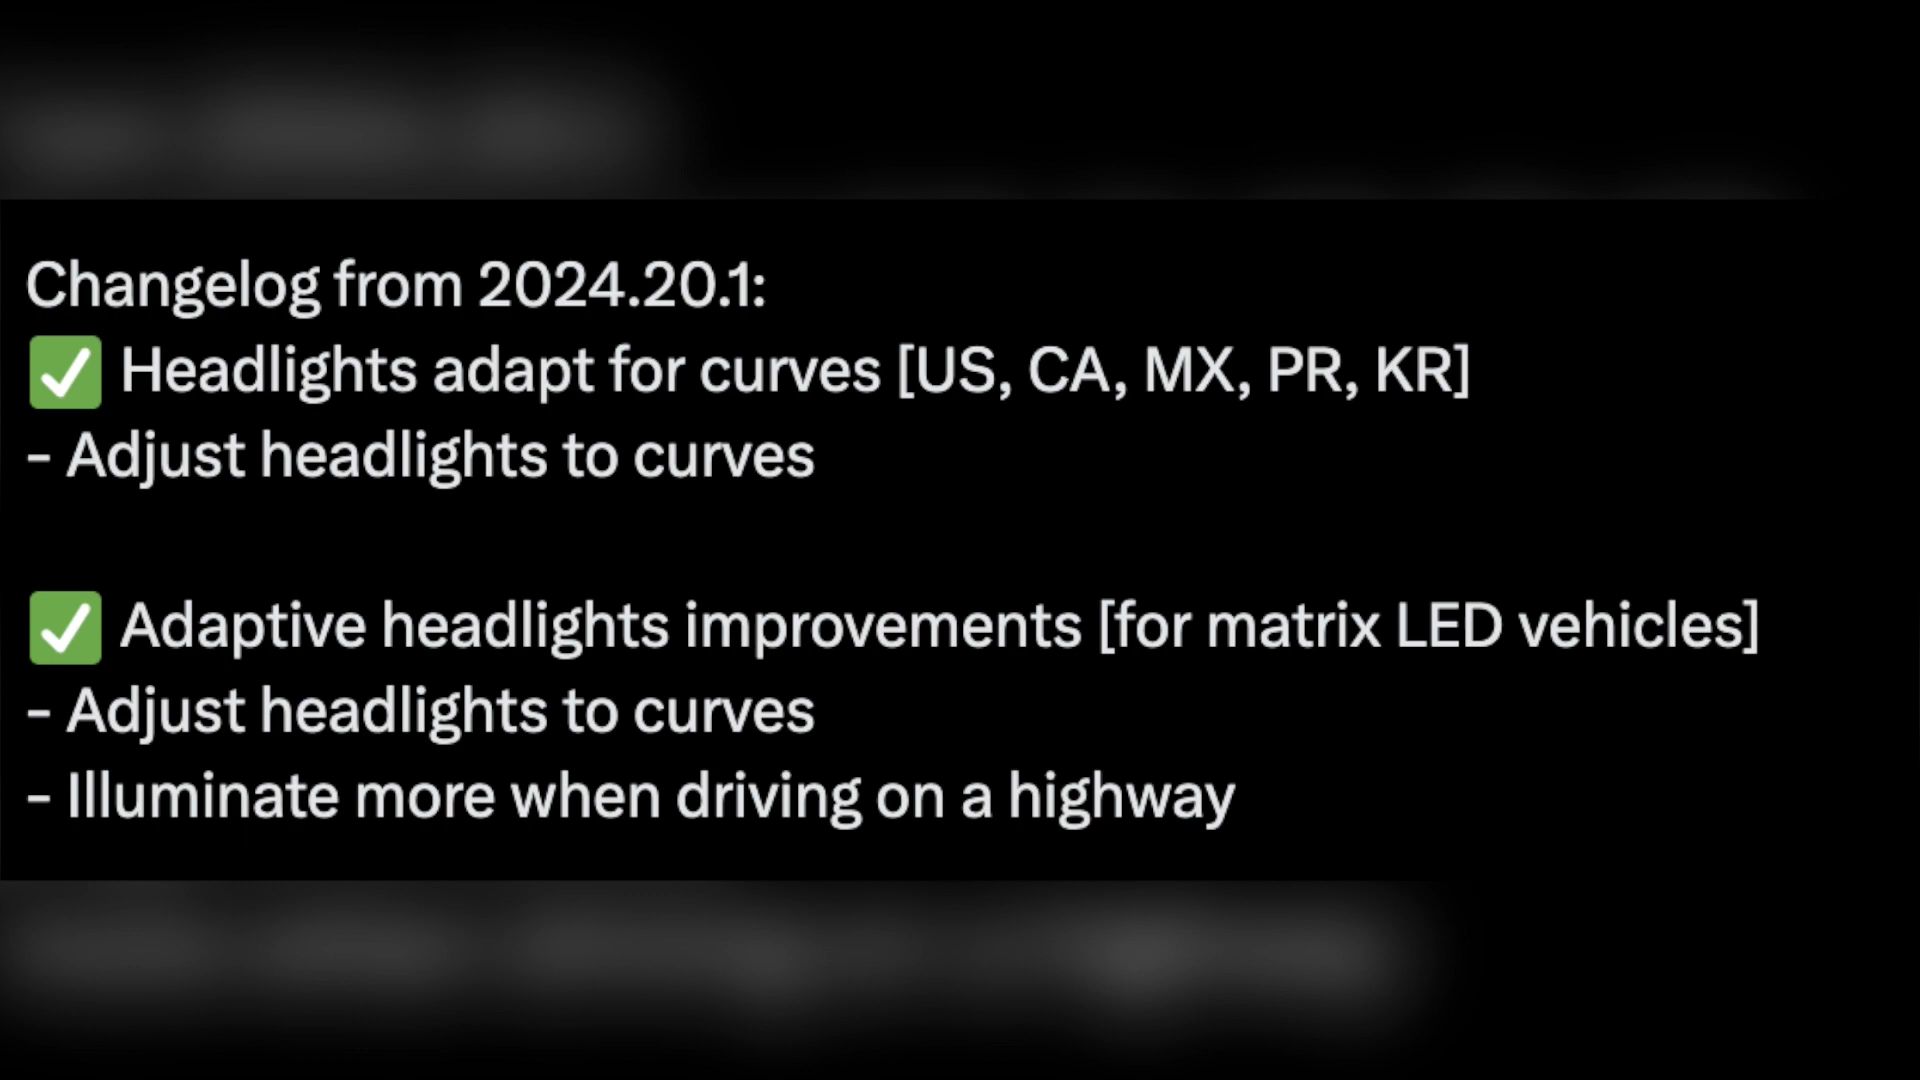 Changelog from 2024.20.1:
✅ Headlights adapt for curves [US, CA, MX, PR, KR]
- Adjust headlights to curves
✅ Adaptive headlights improvements [for matrix LED vehicles]
- Adjust headlights to curves
- Illuminate more when driving on a highway